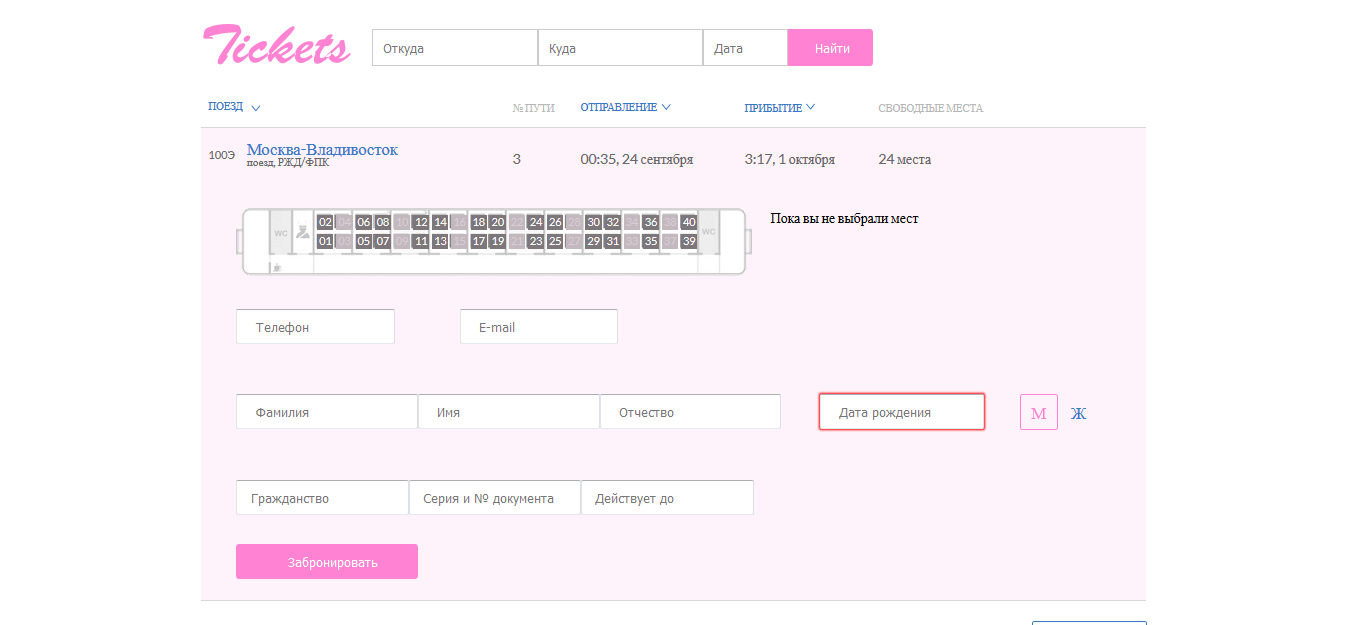 Tickets
Откуда Куда Дата Найти
ПОЕЗД № ПУТИ ОТПРАВЛЕНИЕ ПРИБЫТИЕ СВОБОДНЫЕ МЕСТА
100Э Москва-Владивосток 3 00:35, 24 сентября 3:17, 1 октября 24 места
поезд, РЖД/ФПК
Пока вы не выбрали мест
WC 02 04 06 08 10 12 14 16 18 20 22 24 26 28 30 32 34 36 38 40 WC
01 03 05 07 09 11 13 15 17 19 21 23 25 27 29 31 33 35 37 39
Телефон E-mail
Фамилия Имя Отчество Дата рождения М Ж
Гражданство Серия и № документа Действует до
Забронировать